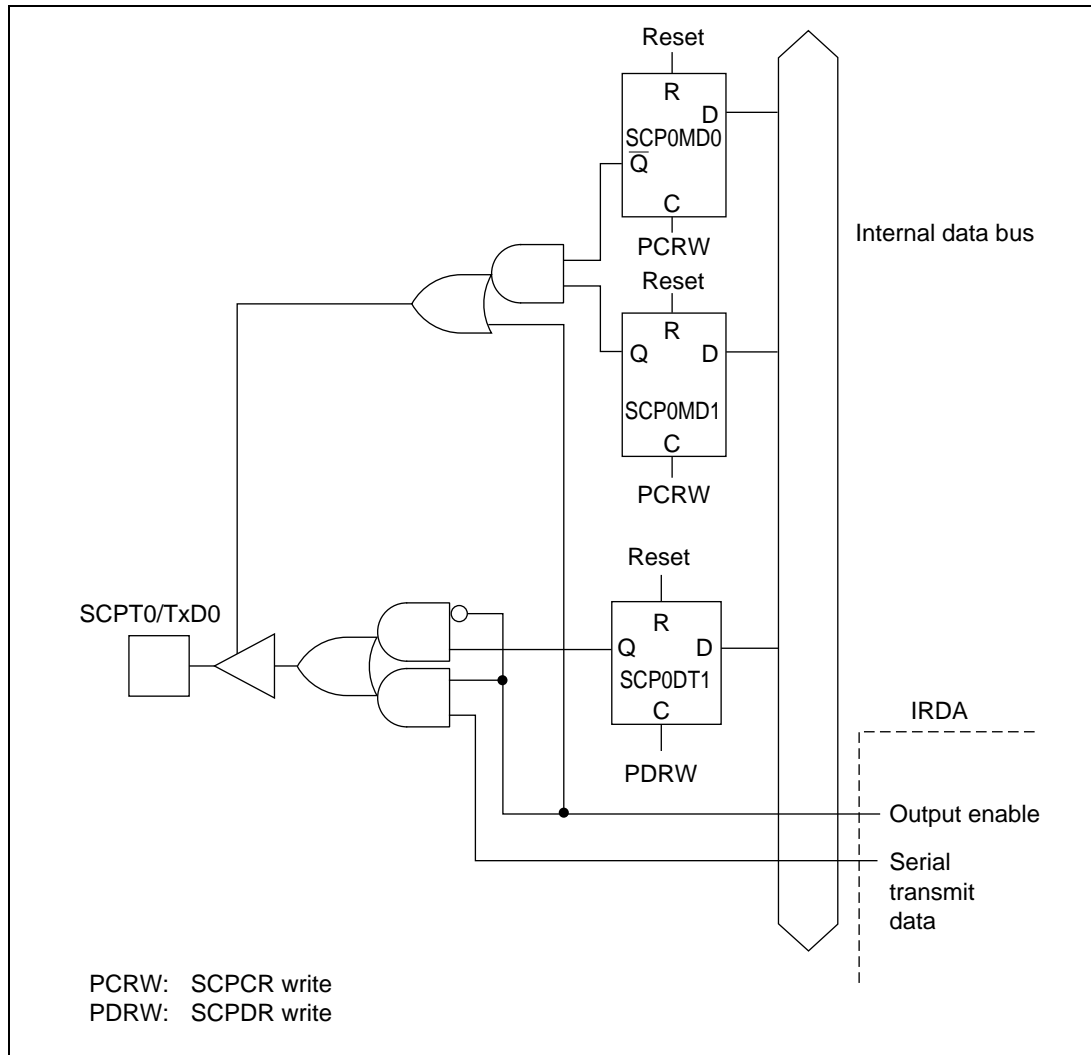 Reset
R
D
SCP0MD0
Q̅
C
PCRW
Internal data bus
Reset
R
Q D
SCP0MD1
C
PCRW
Reset
SCPT0/TxD0
R
Q D
SCP0DT1
C
IRDA
PDRW
Output enable
Serial
transmit
data
PCRW: SCPCR write
PDRW: SCPDR write